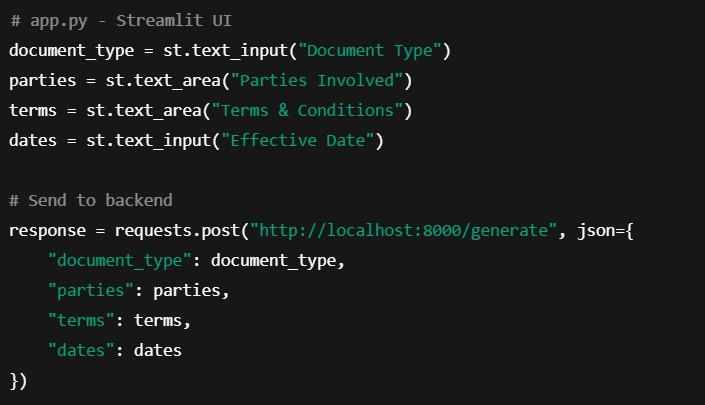 # app.py - Streamlit UI
document_type = st.text_input("Document Type")
parties = st.text_area("Parties Involved")
terms = st.text_area("Terms & Conditions")
dates = st.text_input("Effective Date")

# Send to backend
response = requests.post("http://localhost:8000/generate", json={
    "document_type": document_type,
    "parties": parties,
    "terms": terms,
    "dates": dates
})